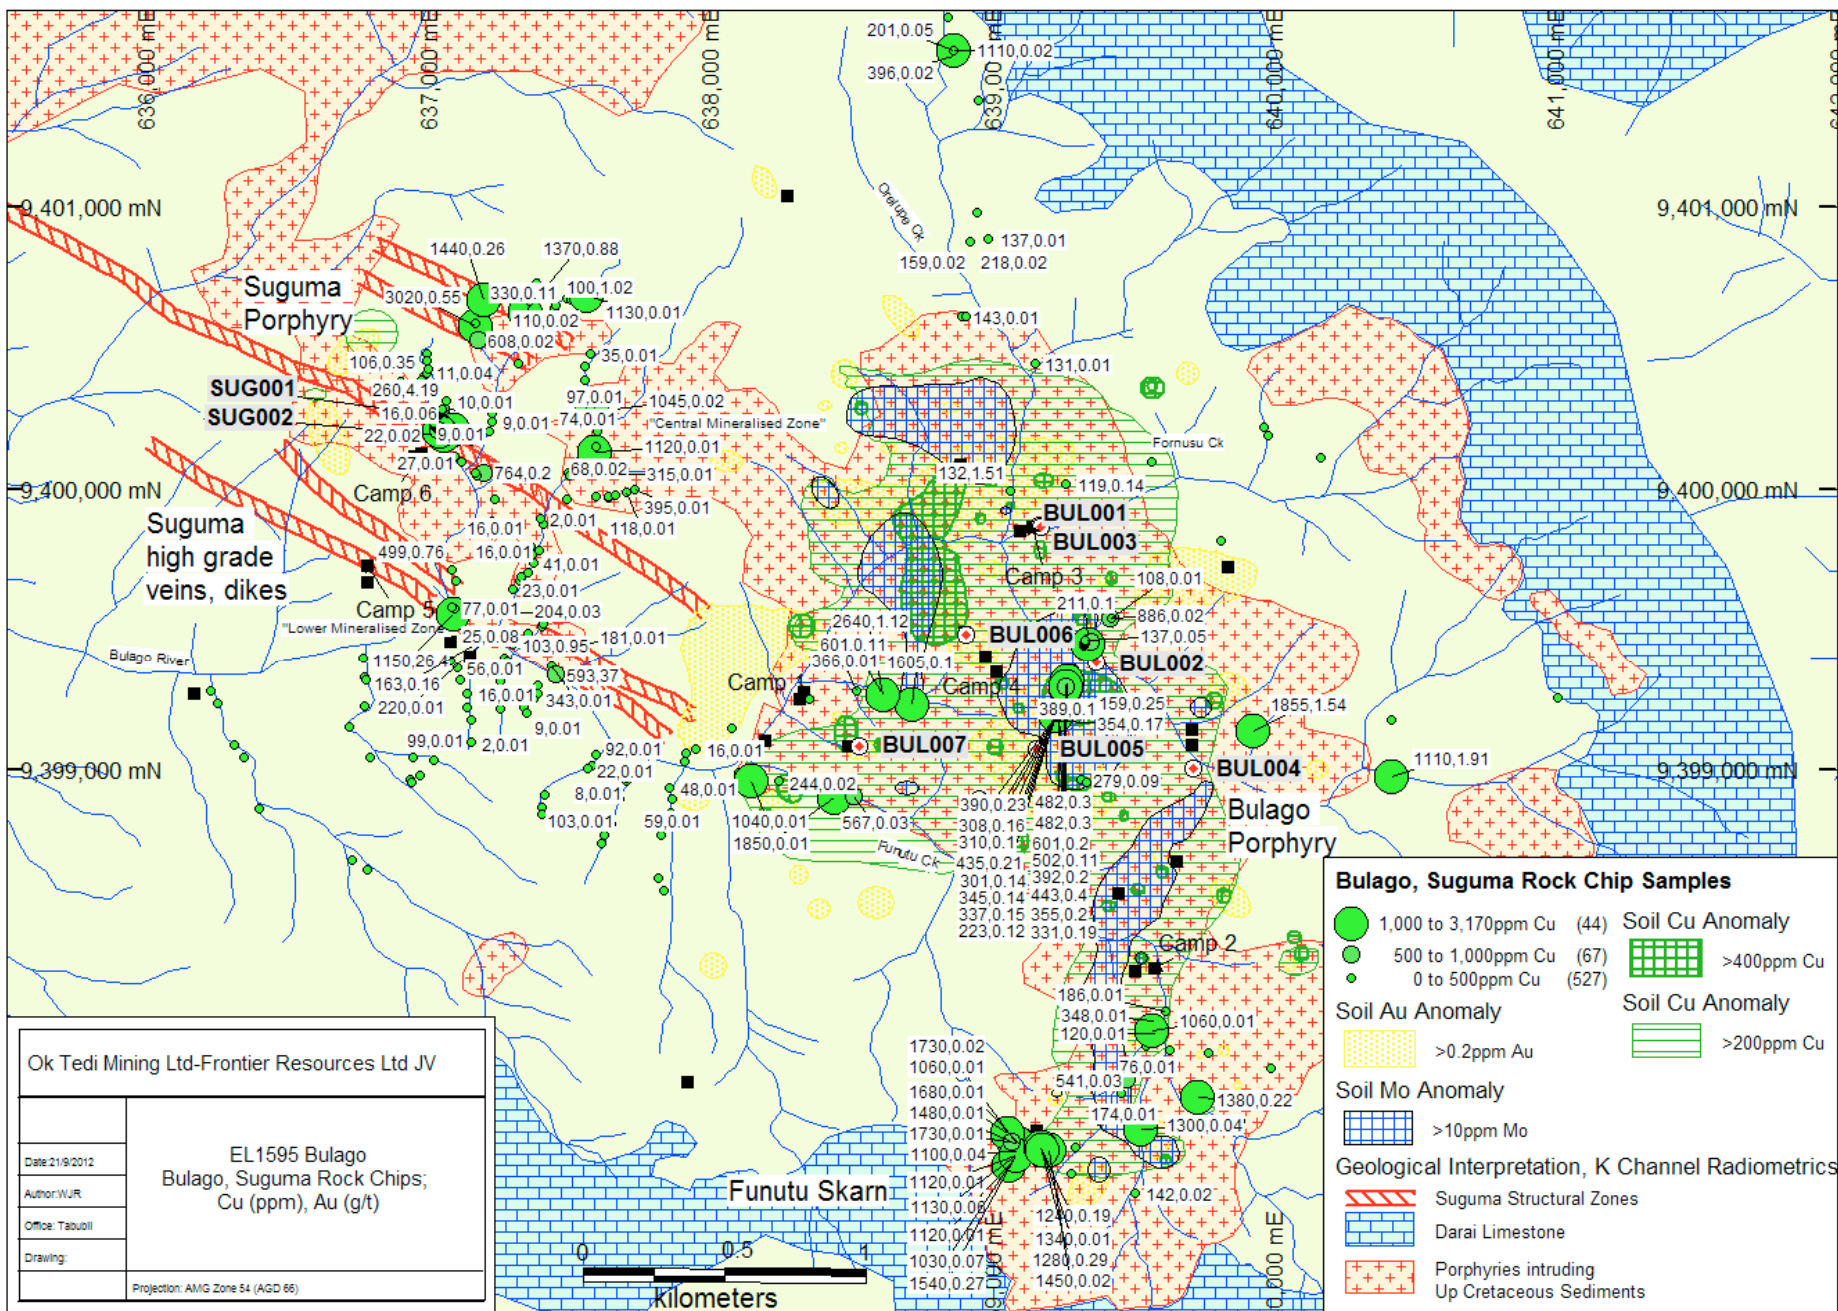 636,000 mE
637,000 mE
638,000 mE
639,000 mE
640,000 mE
641,000 mE
201,0.05
1110,0.02
396,0.02
9,401,000 mN
9,401,000 mN
Orelupe Ck
137,0.01
159,0.02
218,0.02
1440,0.26
1370,0.88
Suguma
Porphyry
3020,0.55
330,0.11
100,1.02
110,0.02
1130,0.01
608,0.02
143,0.01
106,0.35
11,0.04
35,0.01
131,0.01
SUG001
260,4.19
SUG002
16,0.06
10,0.01
97,0.01
1045,0.02
22,0.02
9,0.01
9,0.01
74,0.01
"Central Mineralised Zone"
1120,0.01
Fornusu Ck
27,0.01
764,0.2
68,0.02
315,0.01
132,1.51
119,0.14
Camp 6
9,400,000 mN
9,400,000 mN
395,0.01
118,0.01
Suguma
high grade
veins, dikes
16,0.01
2,0.01
BUL001
BUL003
499,0.76
16,0.01
41,0.01
Camp 3
108,0.01
23,0.01
Camp 5
77,0.01
204,0.03
211,0.1
886,0.02
"Lower Mineralised Zone
25,0.08
103,0.95
181,0.01
2640,1.12
BUL006
137,0.05
Bulago River
1150,26.4
56,0.01
601,0.11
366,0.01
1605,0.1
BUL002
163,0.16
593,37
Camp 1
Camp 4
220,0.01
16,0.01
343,0.01
389,0.1
159,0.25
354,0.17
1855,1.54
99,0.01
2,0.01
9,0.01
92,0.01
16,0.01
BUL007
BUL005
BUL004
1110,1.91
9,399,000 mN
9,399,000 mN
22,0.01
48,0.01
244,0.02
279,0.09
8,0.01
103,0.01
59,0.01
1040,0.01
567,0.03
1850,0.01
Funutu Ck
390,0.23
308,0.16
310,0.12
435,0.21
301,0.14
345,0.14
337,0.15
223,0.12
482,0.3
482,0.3
601,0.2
502,0.11
392,0.2
443,0.4
355,0.2
331,0.19
Bulago
Porphyry
Camp 2
186,0.01
348,0.01
120,0.01
1060,0.01
76,0.01
541,0.03
1380,0.22
174,0.01
1300,0.04
142,0.02
1730,0.02
1060,0.01
1680,0.01
1480,0.01
1730,0.01
1100,0.04
1120,0.01
1130,0.06
1120,0.01
1030,0.07
1540,0.27
1240,0.19
1340,0.01
1280,0.29
1450,0.02
Funutu Skarn
0 0.5 1
kilometers
Ok Tedi Mining Ltd-Frontier Resources Ltd JV
Date:21/9/2012
Author:WJR
Office: Tabubil
Drawing:
EL1595 Bulago
Bulago, Suguma Rock Chips;
Cu (ppm), Au (g/t)
Projection: AMG Zone 54 (AGD 66)
Bulago, Suguma Rock Chip Samples
1,000 to 3,170ppm Cu (44)
500 to 1,000ppm Cu (67)
0 to 500ppm Cu (527)
Soil Cu Anomaly
>400ppm Cu
Soil Au Anomaly
>0.2ppm Au
Soil Cu Anomaly
>200ppm Cu
Soil Mo Anomaly
>10ppm Mo
Geological Interpretation, K Channel Radiometrics
Suguma Structural Zones
Darai Limestone
Porphyries intruding
Up Cretaceous Sediments